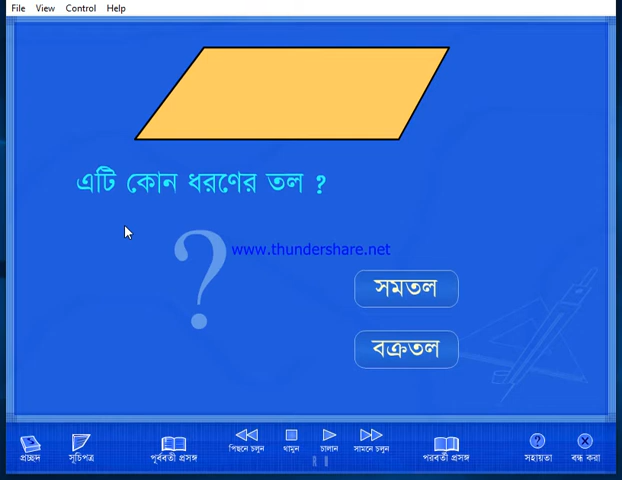 File View Control Help
এটি কোন ধরণের তল ?
?
www.thundershare.net
সমতল
বক্রতল
প্রচ্ছদ সূচিপত্র পূর্ববর্তী প্রসঙ্গ পিছনে চলুন থামুন চালান সামনে চলুন পরবর্তী প্রসঙ্গ সহায়তা বন্ধ করা